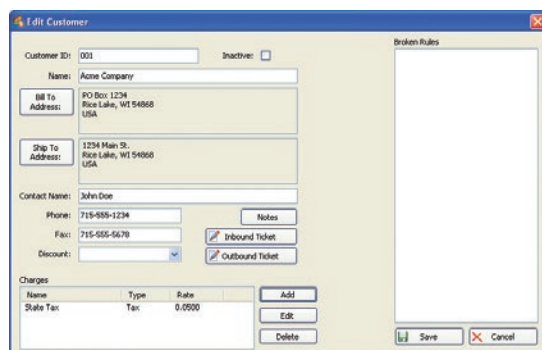 Edit Customer
Broken Rules
Customer ID: 001 Inactive:
Name: Acme Company
Bill To
Address:
PO Box 1234
Rice Lake, WI 54868
USA
Ship To
Address:
1234 Main St.
Rice Lake, WI 54868
USA
Contact Name: John Doe
Phone: 715-555-1234 Notes
Fax: 715-555-5678 Inbound Ticket
Discount: Outbound Ticket
Charges
Name Type Rate Add
State Tax Tax 0.0500
Edit
Delete Save Cancel